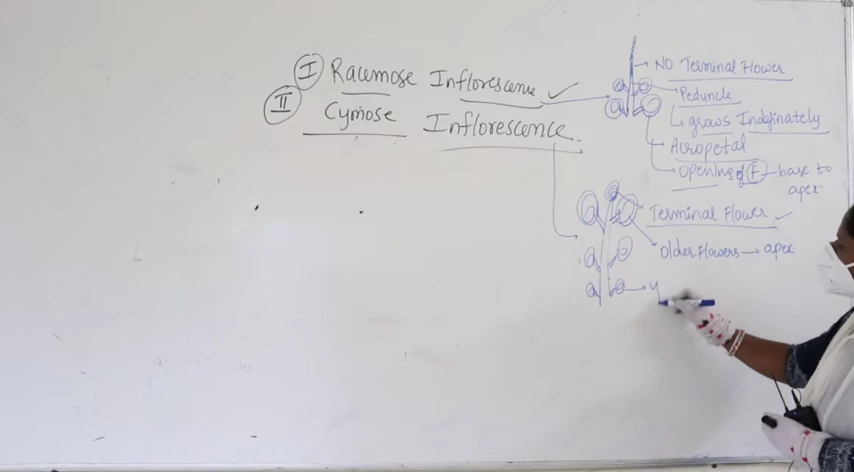 I Racemose Inflorescence
II Cymose Inflorescence
NO Terminal Flower
Peduncle
grows Indefinately
Acropetal
opening of F - base to
apex
Terminal Flower
Older Flowers → apex
y